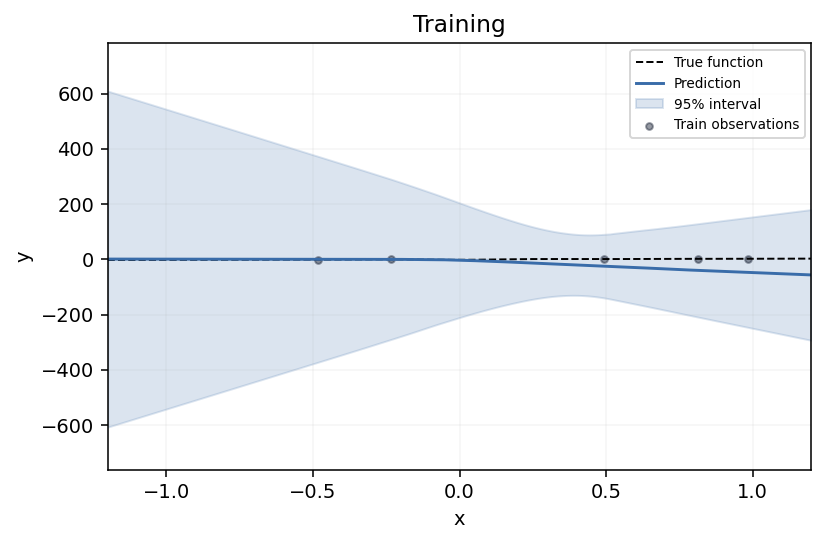 Training
True function
Prediction
95% interval
Train observations
600
400
200
0
−200
−400
−600
y
−1.0 −0.5 0.0 0.5 1.0
x